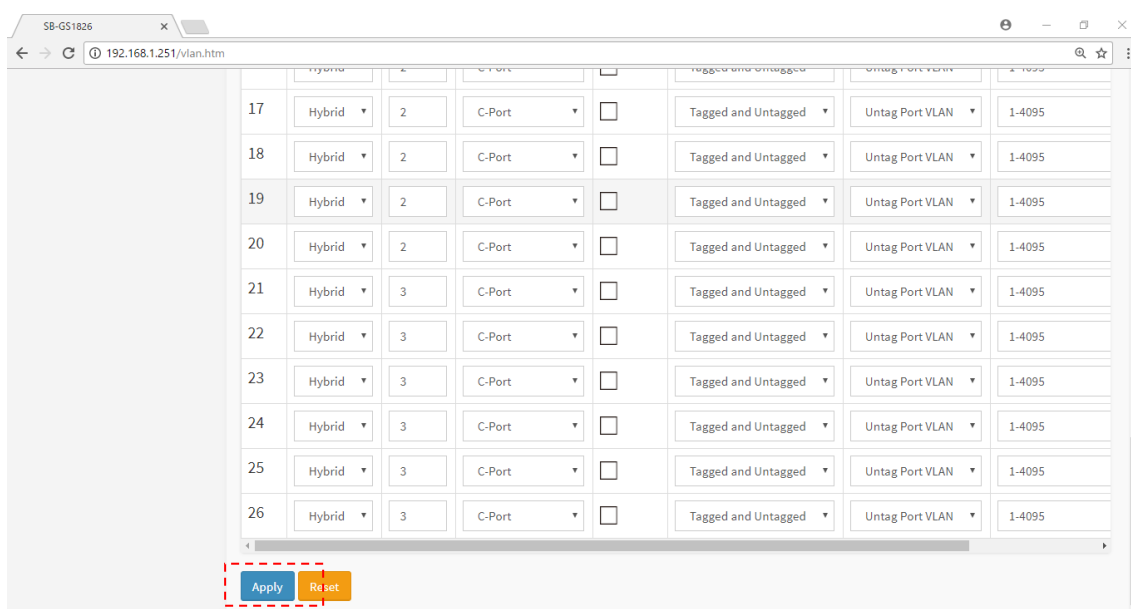 SB-GS1826
192.168.1.251/vlan.htm
17 Hybrid 2 C-Port Tagged and Untagged Untag Port VLAN 1-4095
18 Hybrid 2 C-Port Tagged and Untagged Untag Port VLAN 1-4095
19 Hybrid 2 C-Port Tagged and Untagged Untag Port VLAN 1-4095
20 Hybrid 2 C-Port Tagged and Untagged Untag Port VLAN 1-4095
21 Hybrid 3 C-Port Tagged and Untagged Untag Port VLAN 1-4095
22 Hybrid 3 C-Port Tagged and Untagged Untag Port VLAN 1-4095
23 Hybrid 3 C-Port Tagged and Untagged Untag Port VLAN 1-4095
24 Hybrid 3 C-Port Tagged and Untagged Untag Port VLAN 1-4095
25 Hybrid 3 C-Port Tagged and Untagged Untag Port VLAN 1-4095
26 Hybrid 3 C-Port Tagged and Untagged Untag Port VLAN 1-4095
Apply Reset